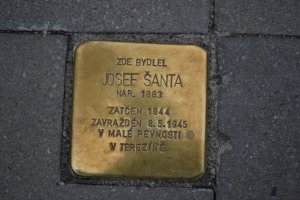 ZDE BYDLEL
JOSEF ŠANTA
NAR. 1883
ZATČEN 1944
ZAVRAŽDĚN 8.5.1945
V MALÉ PEVNOSTI
V TEREZÍNĚ